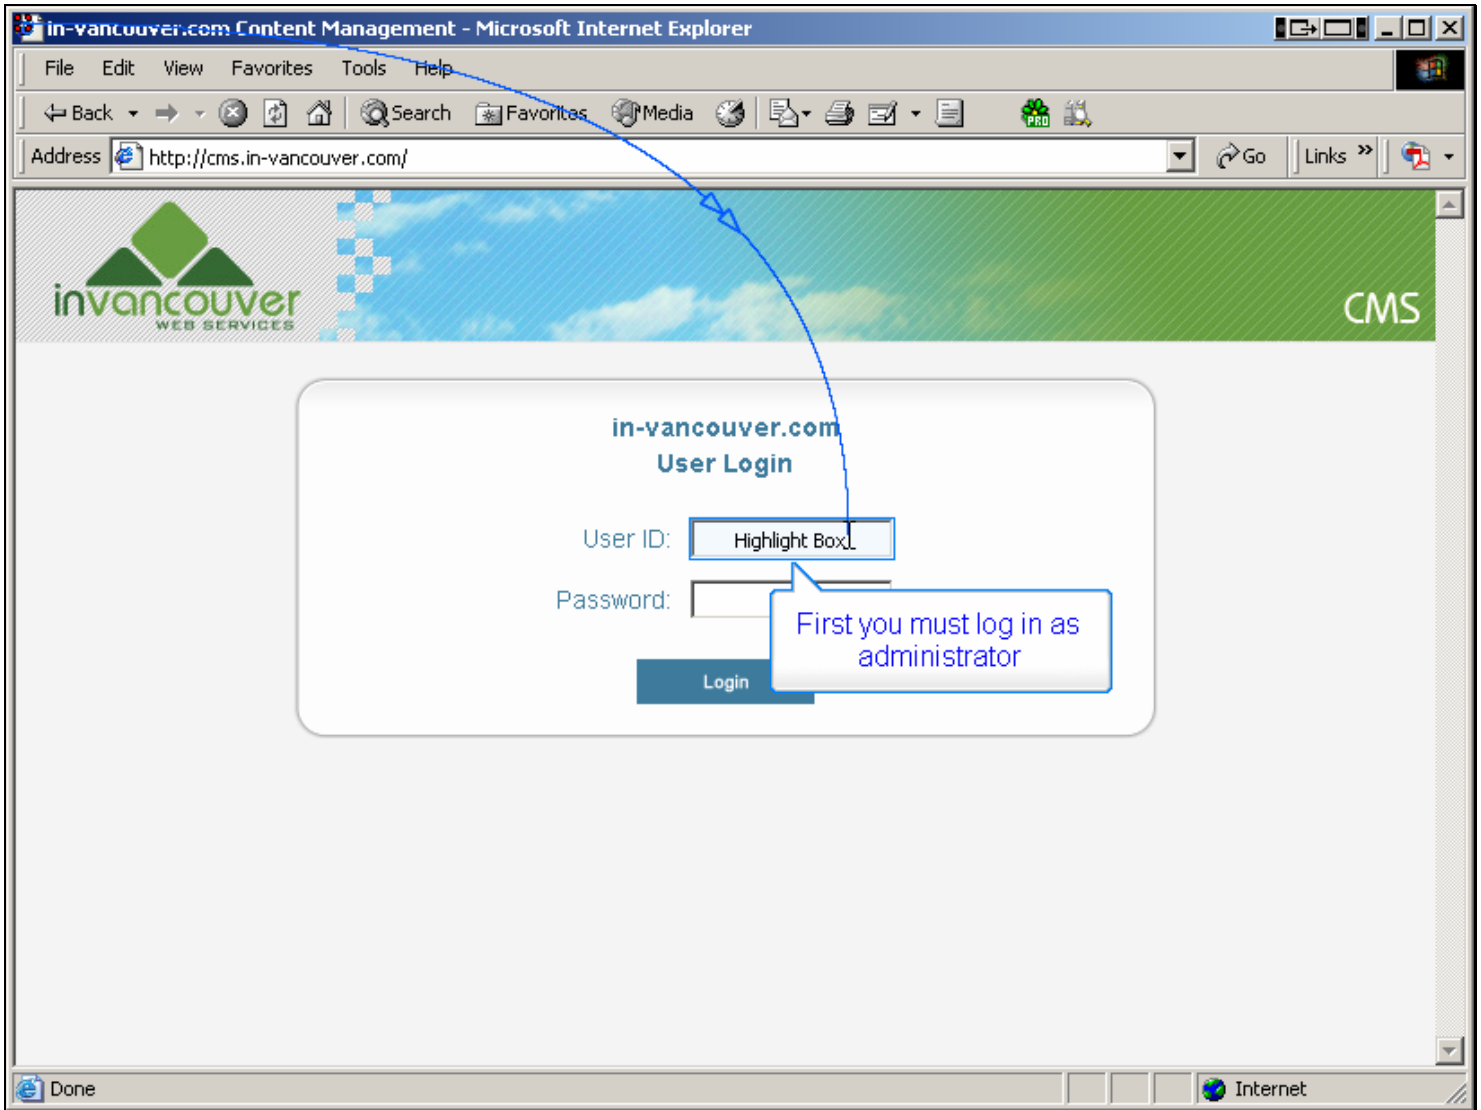 in-vancouver.com Content Management - Microsoft Internet Explorer
File Edit View Favorites Tools Help
Back Search Favorites Media PRO
Address http://cms.in-vancouver.com/ Go Links »
invancouver
WEB SERVICES
CMS
in-vancouver.com
User Login
User ID: Highlight Box
Password:
First you must log in as
administrator
Login
Done Internet